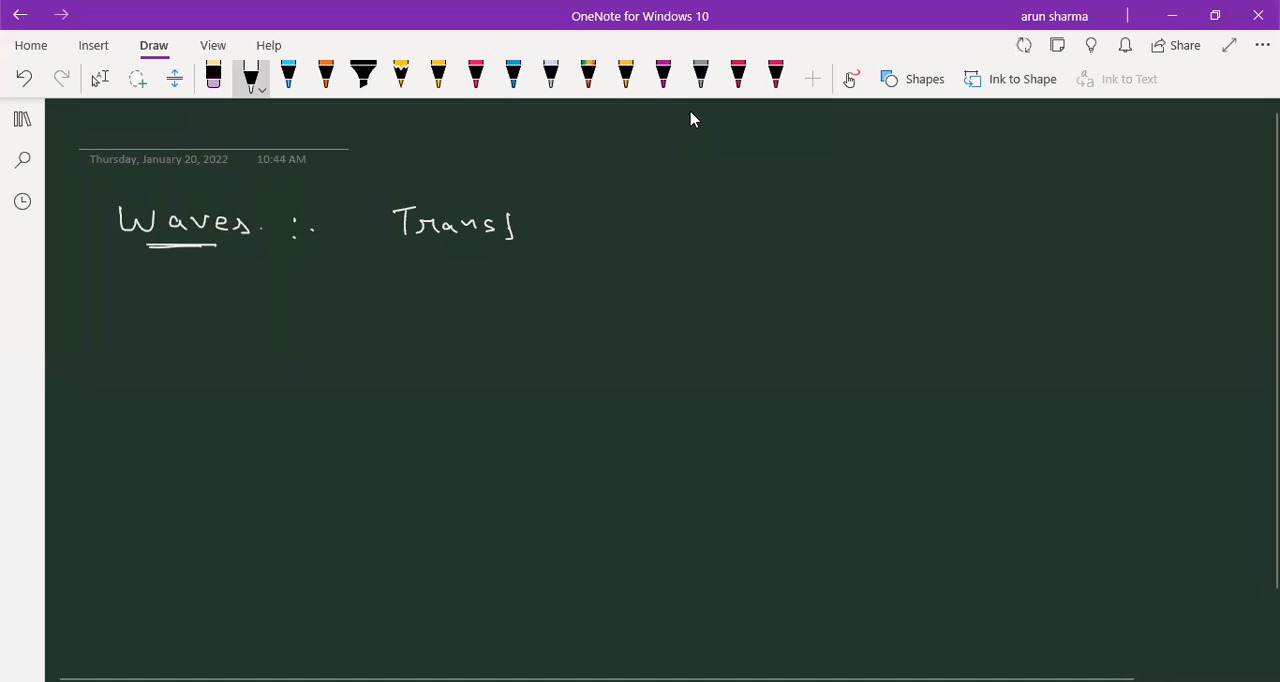 OneNote for Windows 10
arun sharma
Home Insert Draw View Help
Share
Shapes
Ink to Shape
Ink to Text
Thursday, January 20, 2022 10:44 AM
Waves :. Trans